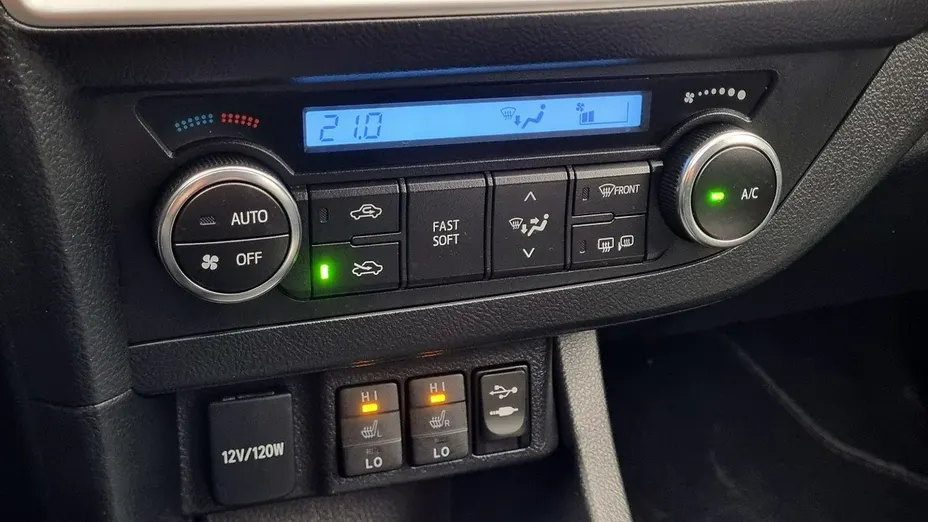 21.0
AUTO
OFF
FAST
SOFT
FRONT
A/C
12V/120W
HI
L
LO
HI
R
LO